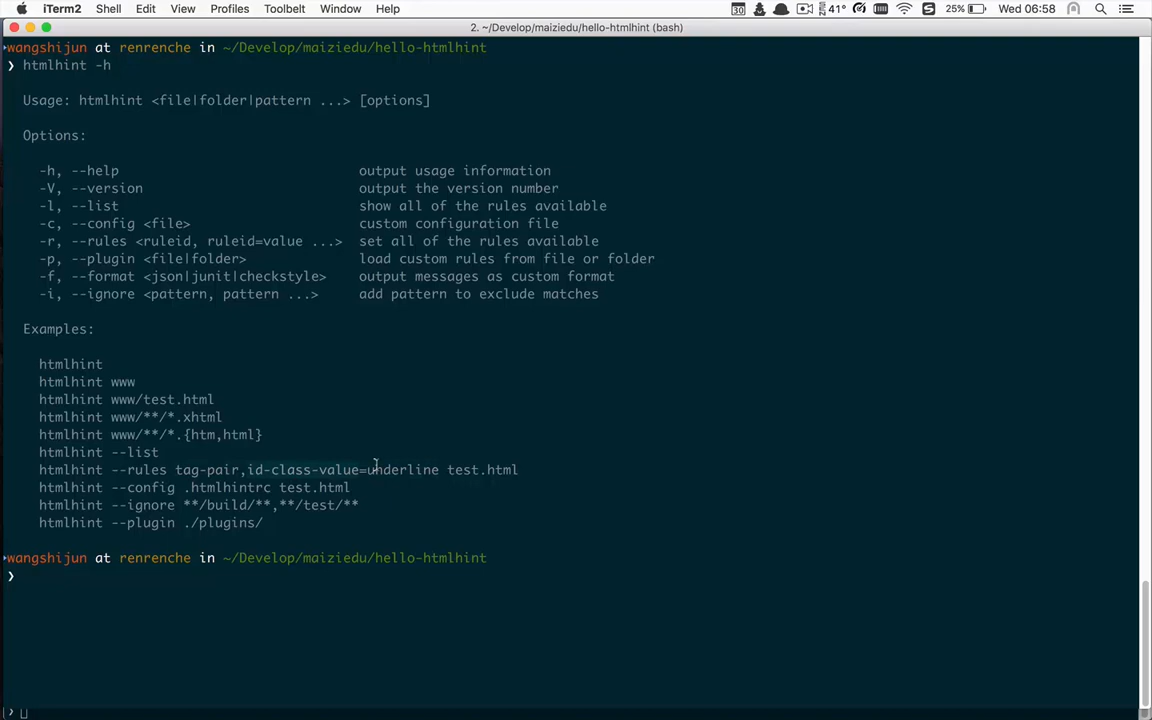 iTerm2 Shell Edit View Profiles Toolbelt Window Help 30 41° 25% Wed 06:58
2. ~/Develop/maiziedu/hello-htmlhint (bash)
wangshijun at renrenche in ~/Develop/maiziedu/hello-htmlhint
❯ htmlhint -h
Usage: htmlhint <file|folder|pattern ...> [options]
Options:
-h, --help output usage information
-V, --version output the version number
-l, --list show all of the rules available
-c, --config <file> custom configuration file
-r, --rules <ruleid, ruleid=value ...> set all of the rules available
-p, --plugin <file|folder> load custom rules from file or folder
-f, --format <json|junit|checkstyle> output messages as custom format
-i, --ignore <pattern, pattern ...> add pattern to exclude matches
Examples:
htmlhint
htmlhint www
htmlhint www/test.html
htmlhint www/**/*.xhtml
htmlhint www/**/*.{htm,html}
htmlhint --list
htmlhint --rules tag-pair,id-class-value=underline test.html
htmlhint --config .htmlhintrc test.html
htmlhint --ignore **/build/**,**/test/**
htmlhint --plugin ./plugins/
wangshijun at renrenche in ~/Develop/maiziedu/hello-htmlhint
❯
❯